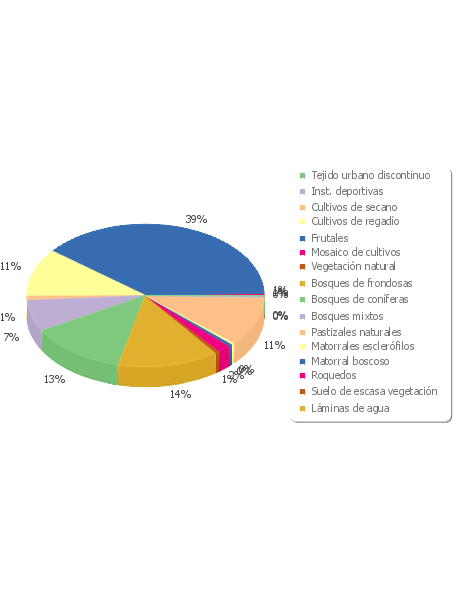 Tejido urbano discontinuo
Inst. deportivas
Cultivos de secano
Cultivos de regadío
Frutales
Mosaico de cultivos
Vegetación natural
Bosques de frondosas
Bosques de coníferas
Bosques mixtos
Pastizales naturales
Matorrales esclerófilos
Matorral boscoso
Roquedos
Suelo de escasa vegetación
Láminas de agua
39%
11%
1%
7%
13%
14%
1%
11%